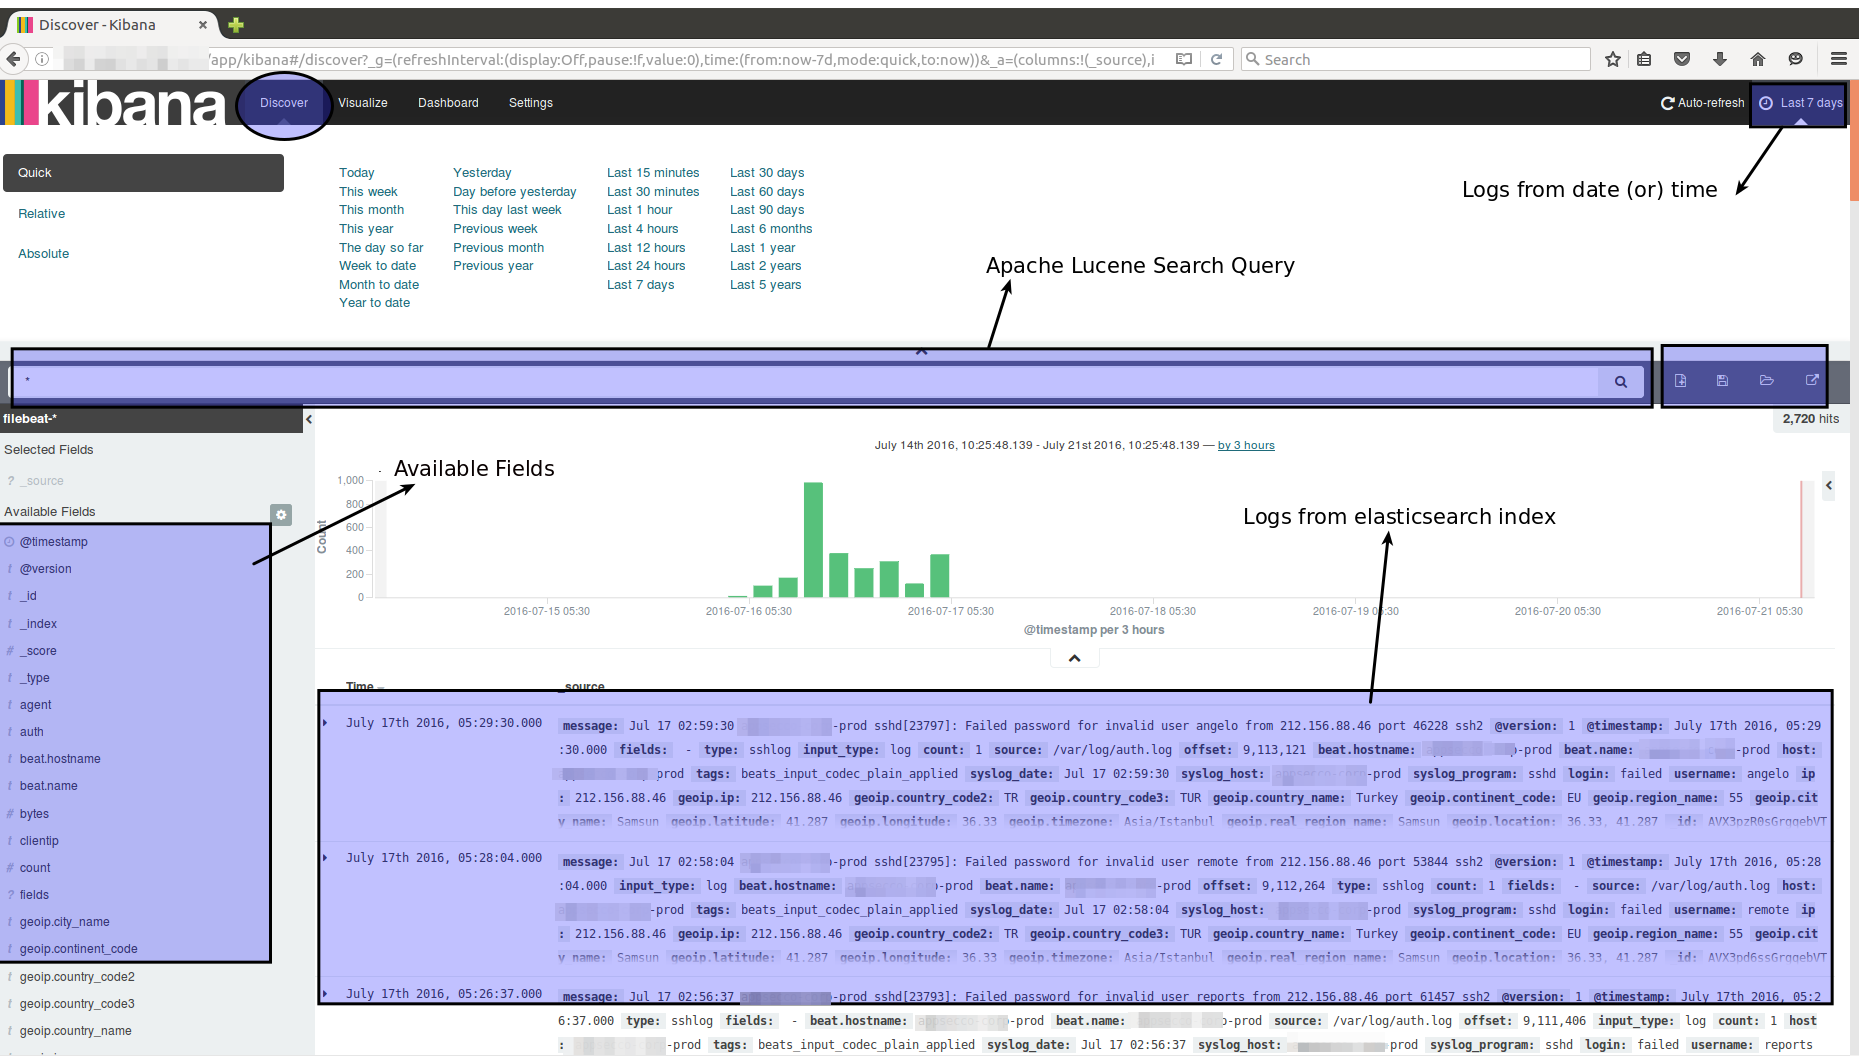 Discover - Kibana
/app/kibana#/discover?_g=(refreshInterval:(display:Off,pause:!f,value:0),time:(from:now-7d,mode:quick,to:now))&_a=(columns:!(_source),i
Search
kibana Discover Visualize Dashboard Settings Auto-refresh Last 7 days
Quick
Relative
Absolute
Today Yesterday Last 15 minutes Last 30 days
This week Day before yesterday Last 30 minutes Last 60 days
This month This day last week Last 1 hour Last 90 days
This year Previous week Last 4 hours Last 6 months
The day so far Previous month Last 12 hours Last 1 year
Week to date Previous year Last 24 hours Last 2 years
Month to date Last 7 days Last 5 years
Year to date
Logs from date (or) time
Apache Lucene Search Query
*
filebeat-*
2,720 hits
Selected Fields
? _source
Available Fields
@timestamp
t @version
t _id
t _index
# _score
t _type
t agent
t auth
t beat.hostname
t beat.name
# bytes
t clientip
# count
? fields
t geoip.city_name
t geoip.continent_code
t geoip.country_code2
t geoip.country_code3
t geoip.country_name
July 14th 2016, 10:25:48.139 - July 21st 2016, 10:25:48.139 — by 3 hours
Available Fields
Logs from elasticsearch index
Count
1,000
800
600
400
200
0
2016-07-15 05:30 2016-07-16 05:30 2016-07-17 05:30 2016-07-18 05:30 2016-07-19 05:30 2016-07-20 05:30 2016-07-21 05:30
@timestamp per 3 hours
Time _source
July 17th 2016, 05:29:30.000 message: Jul 17 02:59:30 -prod sshd[23797]: Failed password for invalid user angelo from 212.156.88.46 port 46228 ssh2 @version: 1 @timestamp: July 17th 2016, 05:29
:30.000 fields: - type: sshlog input_type: log count: 1 source: /var/log/auth.log offset: 9,113,121 beat.hostname: -prod beat.name: -prod host:
prod tags: beats_input_codec_plain_applied syslog_date: Jul 17 02:59:30 syslog_host: -prod syslog_program: sshd login: failed username: angelo ip
: 212.156.88.46 geoip.ip: 212.156.88.46 geoip.country_code2: TR geoip.country_code3: TUR geoip.country_name: Turkey geoip.continent_code: EU geoip.region_name: 55 geoip.cit
y_name: Samsun geoip.latitude: 41.287 geoip.longitude: 36.33 geoip.timezone: Asia/Istanbul geoip.real_region_name: Samsun geoip.location: 36.33, 41.287 _id:
July 17th 2016, 05:28:04.000 message: Jul 17 02:58:04 -prod sshd[23795]: Failed password for invalid user remote from 212.156.88.46 port 53844 ssh2 @version: 1 @timestamp: July 17th 2016, 05:28
:04.000 input_type: log beat.hostname: -prod beat.name: -prod offset: 9,112,264 type: sshlog count: 1 fields: - source: /var/log/auth.log host:
-prod tags: beats_input_codec_plain_applied syslog_date: Jul 17 02:58:04 syslog_host: -prod syslog_program: sshd login: failed username: remote ip
: 212.156.88.46 geoip.ip: 212.156.88.46 geoip.country_code2: TR geoip.country_code3: TUR geoip.country_name: Turkey geoip.continent_code: EU geoip.region_name: 55 geoip.cit
y_name: Samsun geoip.latitude: 41.287 geoip.longitude: 36.33 geoip.timezone: Asia/Istanbul geoip.real_region_name: Samsun geoip.location: 36.33, 41.287 _id:
July 17th 2016, 05:26:37.000 message: Jul 17 02:56:37 -prod sshd[23793]: Failed password for invalid user reports from 212.156.88.46 port 61457 ssh2 @version: 1 @timestamp: July 17th 2016, 05:2
6:37.000 type: sshlog fields: - beat.hostname: -prod beat.name: -prod source: /var/log/auth.log offset: 9,111,406 input_type: log count: 1 host
: -prod tags: beats_input_codec_plain_applied syslog_date: Jul 17 02:56:37 syslog_host: prod syslog_program: sshd login: failed username: reports